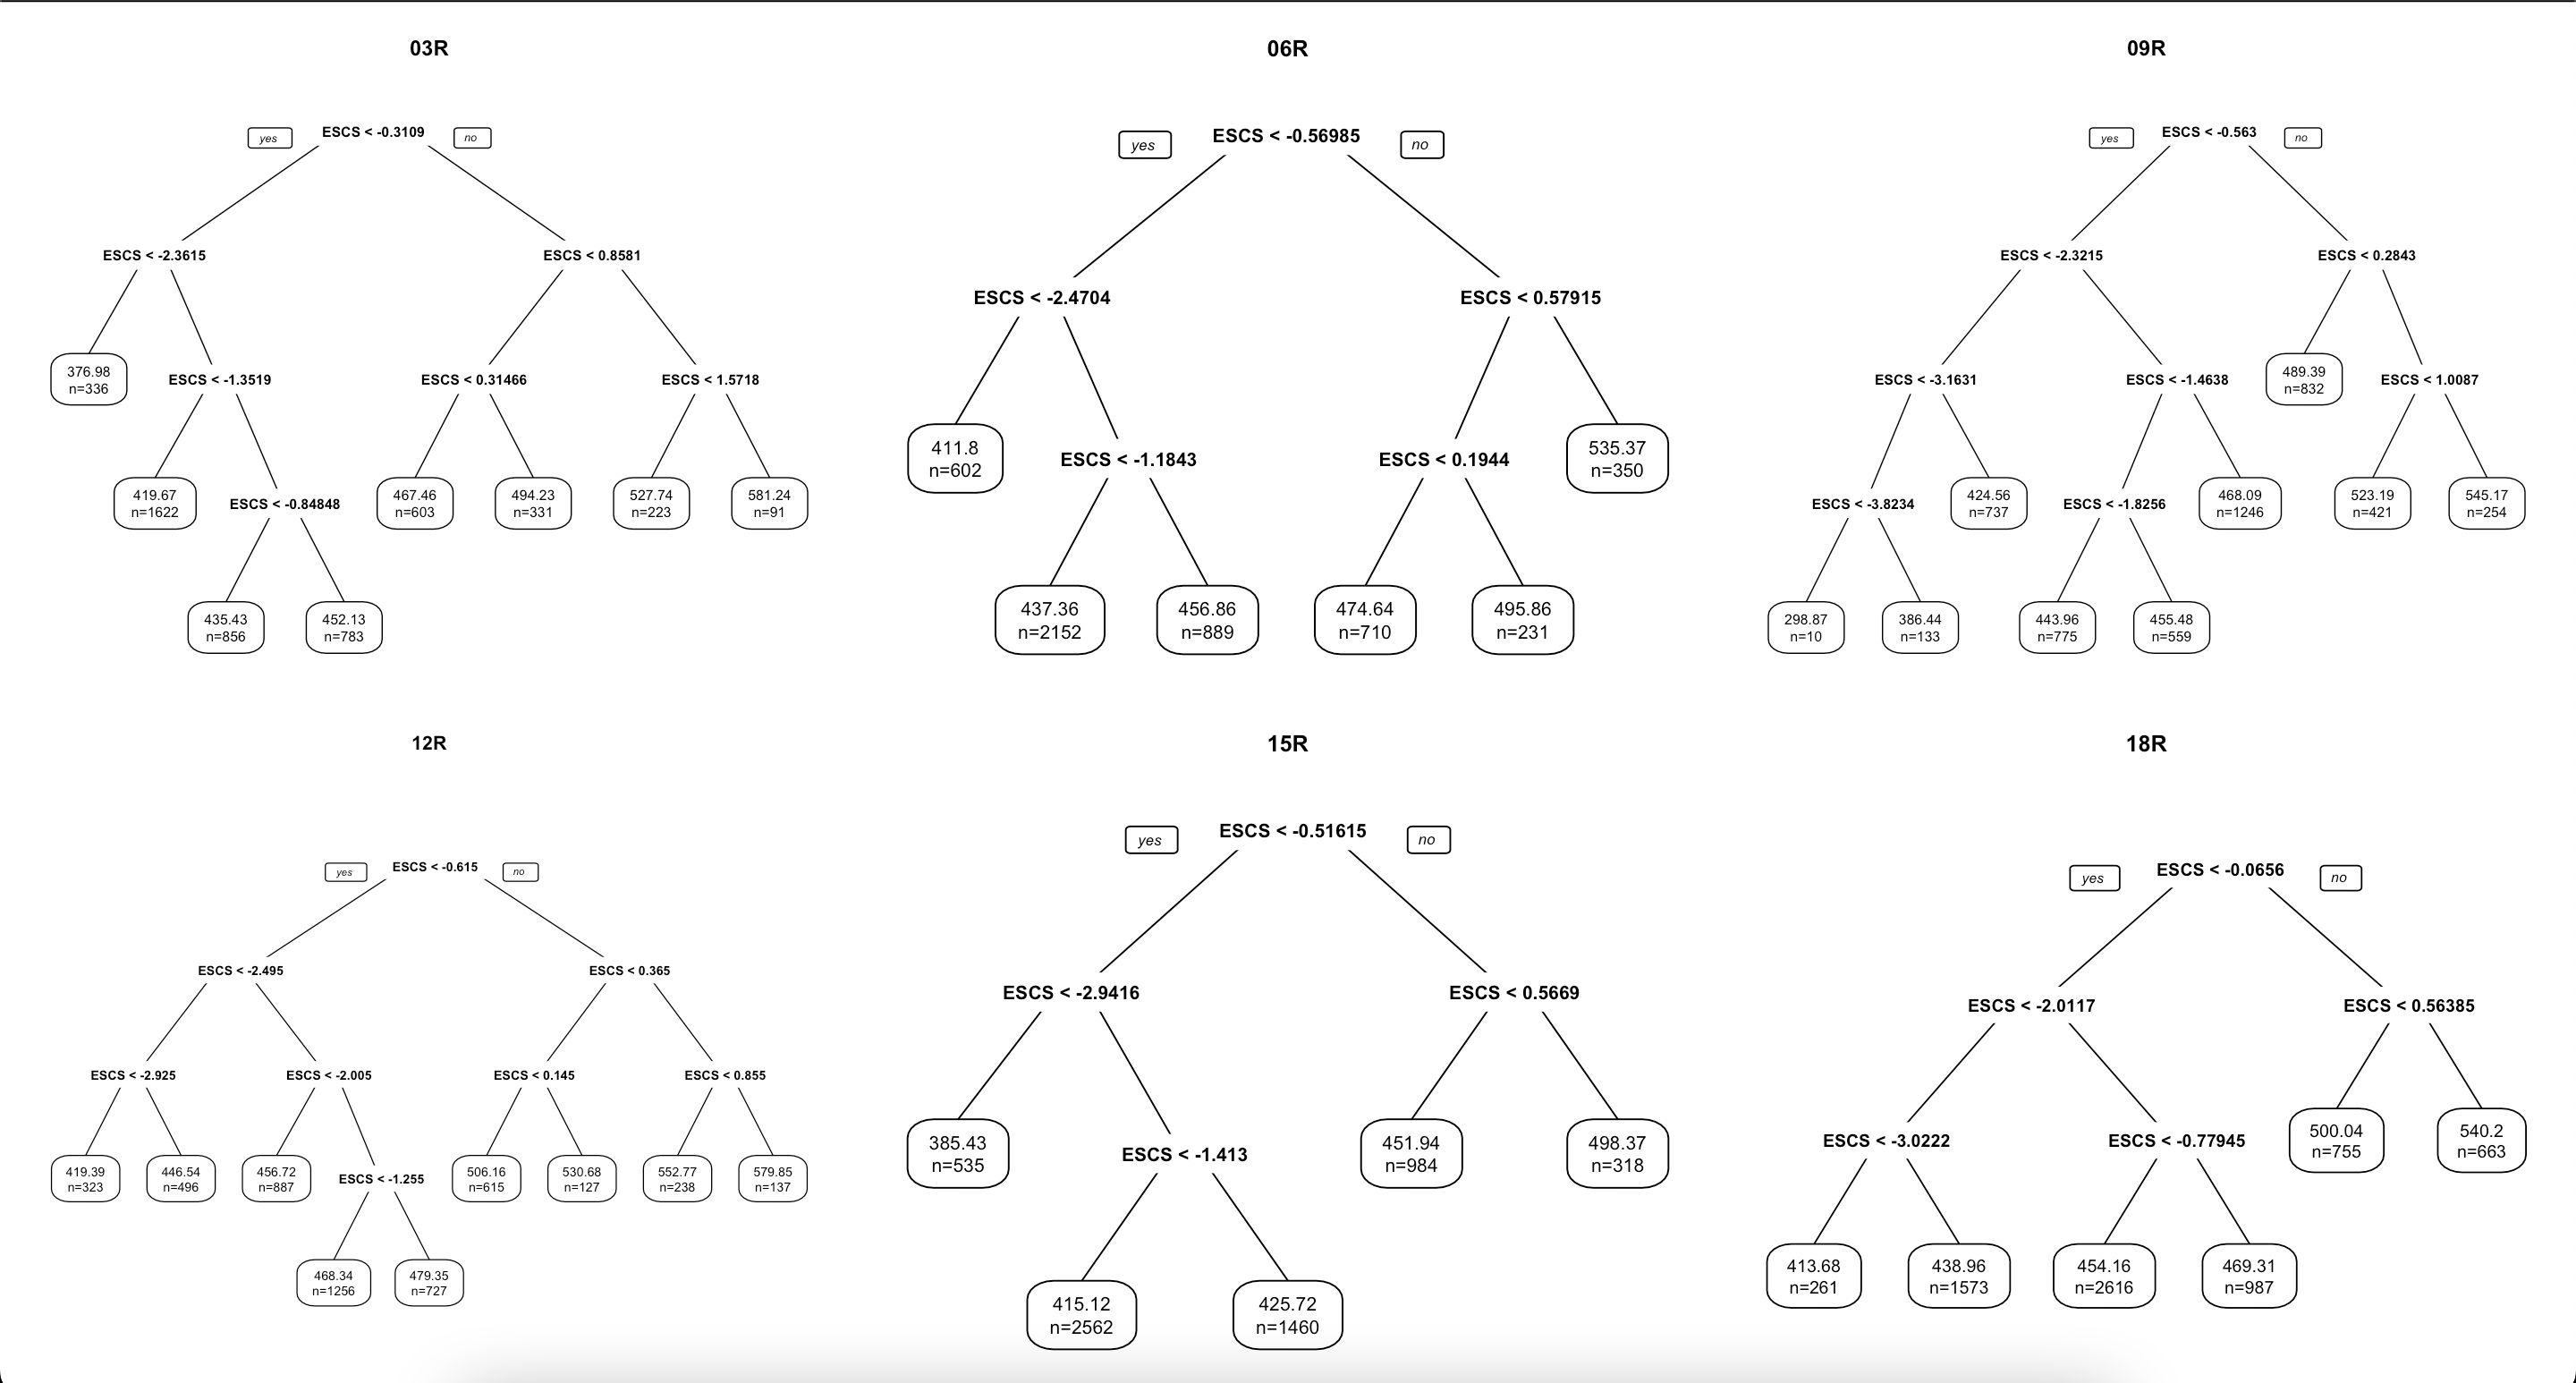 03R
yes
ESCS < -0.3109
no
ESCS < -2.3615
ESCS < 0.8581
376.98
n=336
ESCS < -1.3519
ESCS < 0.31466
ESCS < 1.5718
419.67
n=1622
ESCS < -0.84848
467.46
n=603
494.23
n=331
527.74
n=223
581.24
n=91
435.43
n=856
452.13
n=783
06R
yes
ESCS < -0.56985
no
ESCS < -2.4704
ESCS < 0.57915
411.8
n=602
ESCS < -1.1843
ESCS < 0.1944
535.37
n=350
437.36
n=2152
456.86
n=889
474.64
n=710
495.86
n=231
09R
yes
ESCS < -0.563
no
ESCS < -2.3215
ESCS < 0.2843
ESCS < -3.1631
ESCS < -1.4638
489.39
n=832
ESCS < 1.0087
ESCS < -3.8234
424.56
n=737
ESCS < -1.8256
468.09
n=1246
523.19
n=421
545.17
n=254
298.87
n=10
386.44
n=133
443.96
n=775
455.48
n=559
12R
yes
ESCS < -0.615
no
ESCS < -2.495
ESCS < 0.365
ESCS < -2.925
ESCS < -2.005
ESCS < 0.145
ESCS < 0.855
419.39
n=323
446.54
n=496
456.72
n=887
ESCS < -1.255
506.16
n=615
530.68
n=127
552.77
n=238
579.85
n=137
468.34
n=1256
479.35
n=727
15R
yes
ESCS < -0.51615
no
ESCS < -2.9416
ESCS < 0.5669
385.43
n=535
ESCS < -1.413
451.94
n=984
498.37
n=318
415.12
n=2562
425.72
n=1460
18R
yes
ESCS < -0.0656
no
ESCS < -2.0117
ESCS < 0.56385
ESCS < -3.0222
ESCS < -0.77945
500.04
n=755
540.2
n=663
413.68
n=261
438.96
n=1573
454.16
n=2616
469.31
n=987